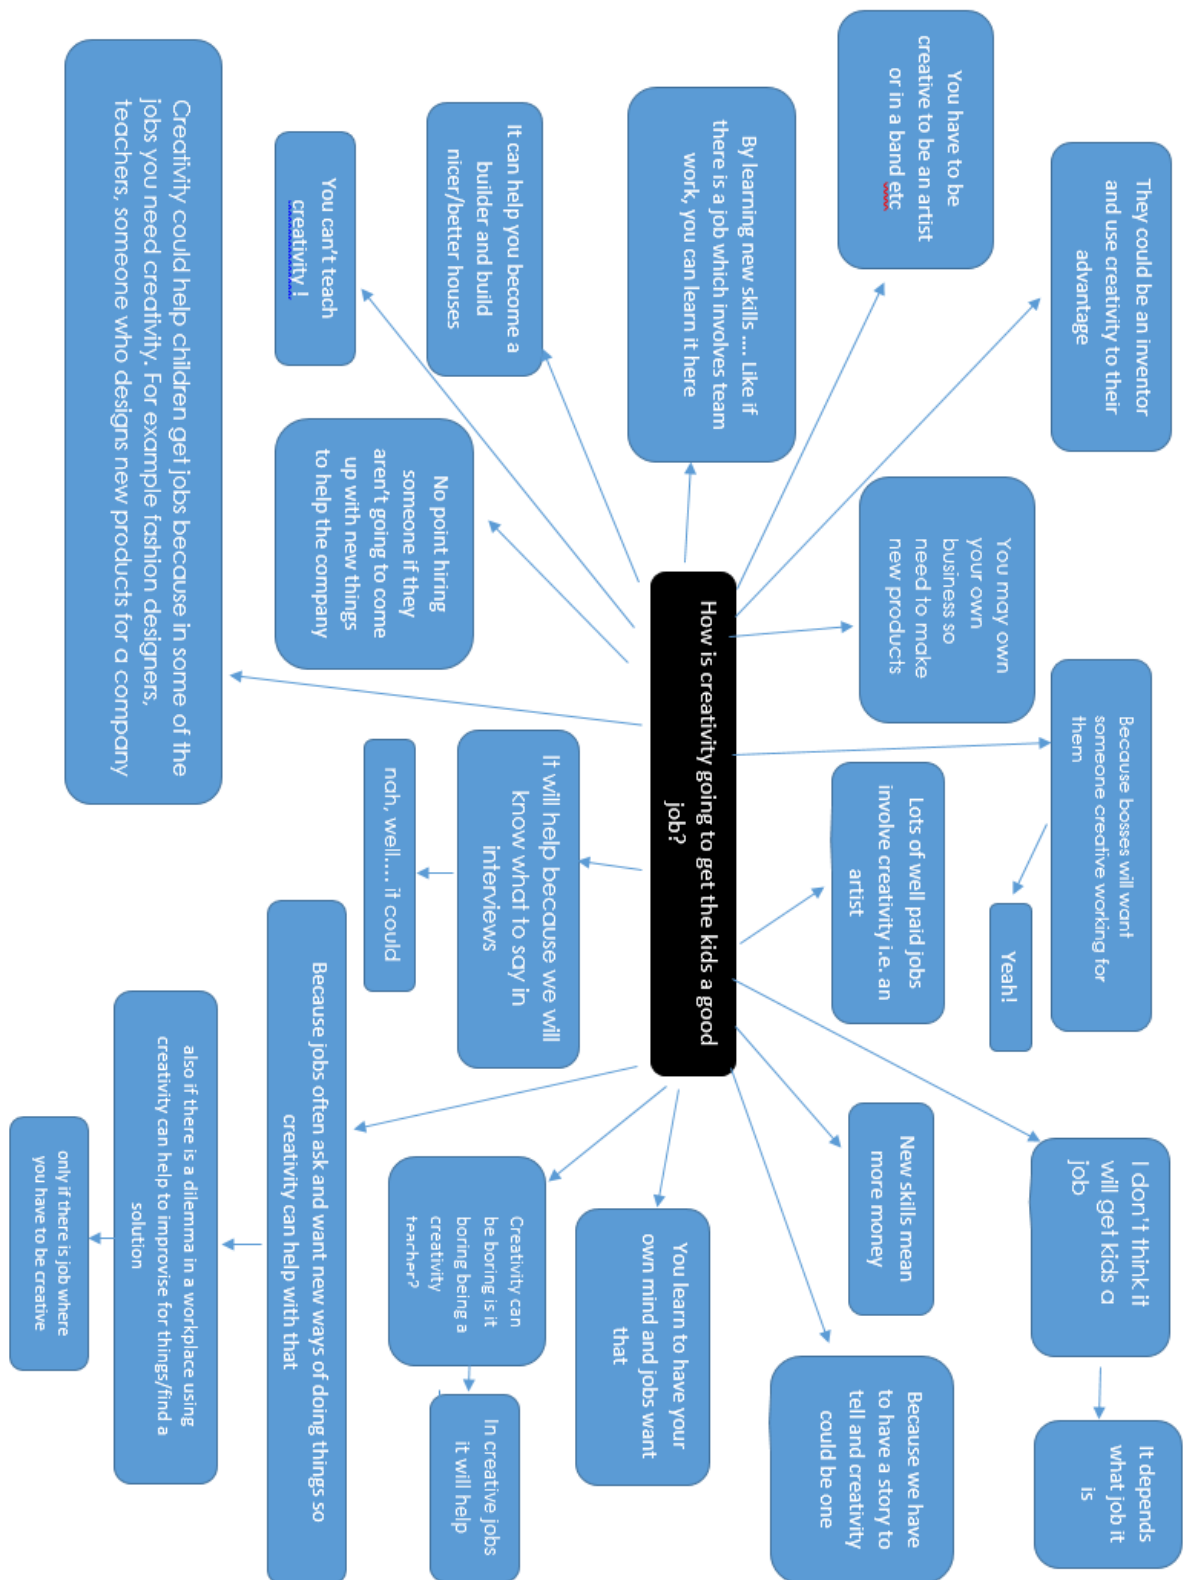 They could be an inventor
and use creativity to their
advantage
Because bosses will want
someone creative working for
them
Yeah!
I don't think it
will get kids a
job
It depends
what job it
is
You have to be
creative to be an artist
or in a band etc
You may own
your own
business so
need to make
new products
Lots of well paid jobs
involve creativity i.e. an
artist
New skills mean
more money
Because we have
to have a story to
tell and creativity
could be one
By learning new skills .... Like if
there is a job which involves team
work, you can learn it here
How is creativity going to get the kids a good
job?
You learn to have your
own mind and jobs want
that
It can help you become a
builder and build
nicer/better houses
No point hiring
someone if they
aren't going to come
up with new things
to help the company
It will help because we will
know what to say in
interviews
nah, well.... it could
Creativity can
be boring is it
boring being a
creativity
teacher?
In creative jobs
it will help
You can't teach
creativity !
Because jobs often ask and want new ways of doing things so
creativity can help with that
Creativity could help children get jobs because in some of the
jobs you need creativity. For example fashion designers,
teachers, someone who designs new products for a company
also if there is a dilemma in a workplace using
creativity can help to improvise for things/find a
solution
only if there is job where
you have to be creative